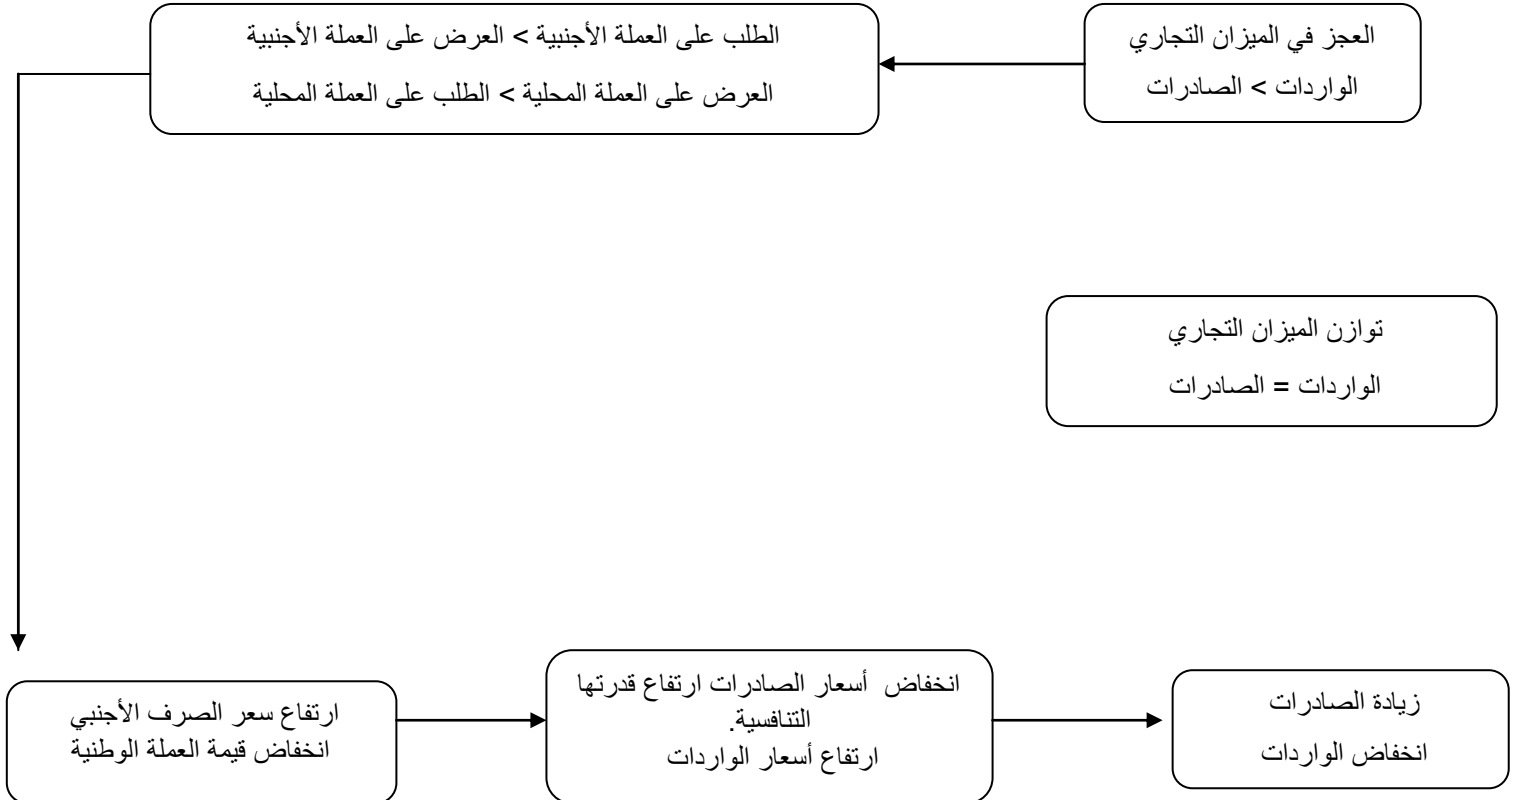 العجز في الميزان التجاري
الواردات > الصادرات
الطلب على العملة الأجنبية > العرض على العملة الأجنبية
العرض على العملة المحلية > الطلب على العملة المحلية
توازن الميزان التجاري
الواردات = الصادرات
ارتفاع سعر الصرف الأجنبي
انخفاض قيمة العملة الوطنية
انخفاض أسعار الصادرات ارتفاع قدرتها
التنافسية.
ارتفاع أسعار الواردات
زيادة الصادرات
انخفاض الواردات